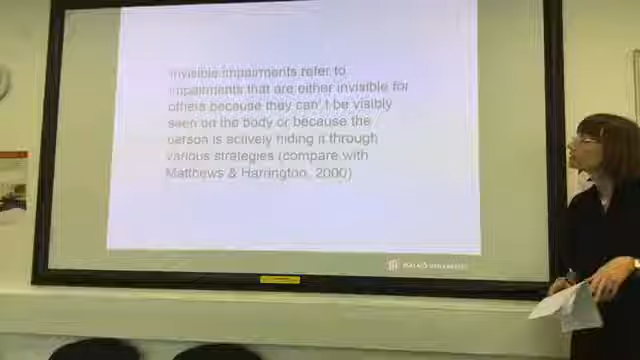 Invisible impairments refer to
impairments that are either invisible for
others because they can't be visibly
seen on the body or because the
person is actively hiding it through
various strategies (compare with
Matthews & Harrington, 2000)